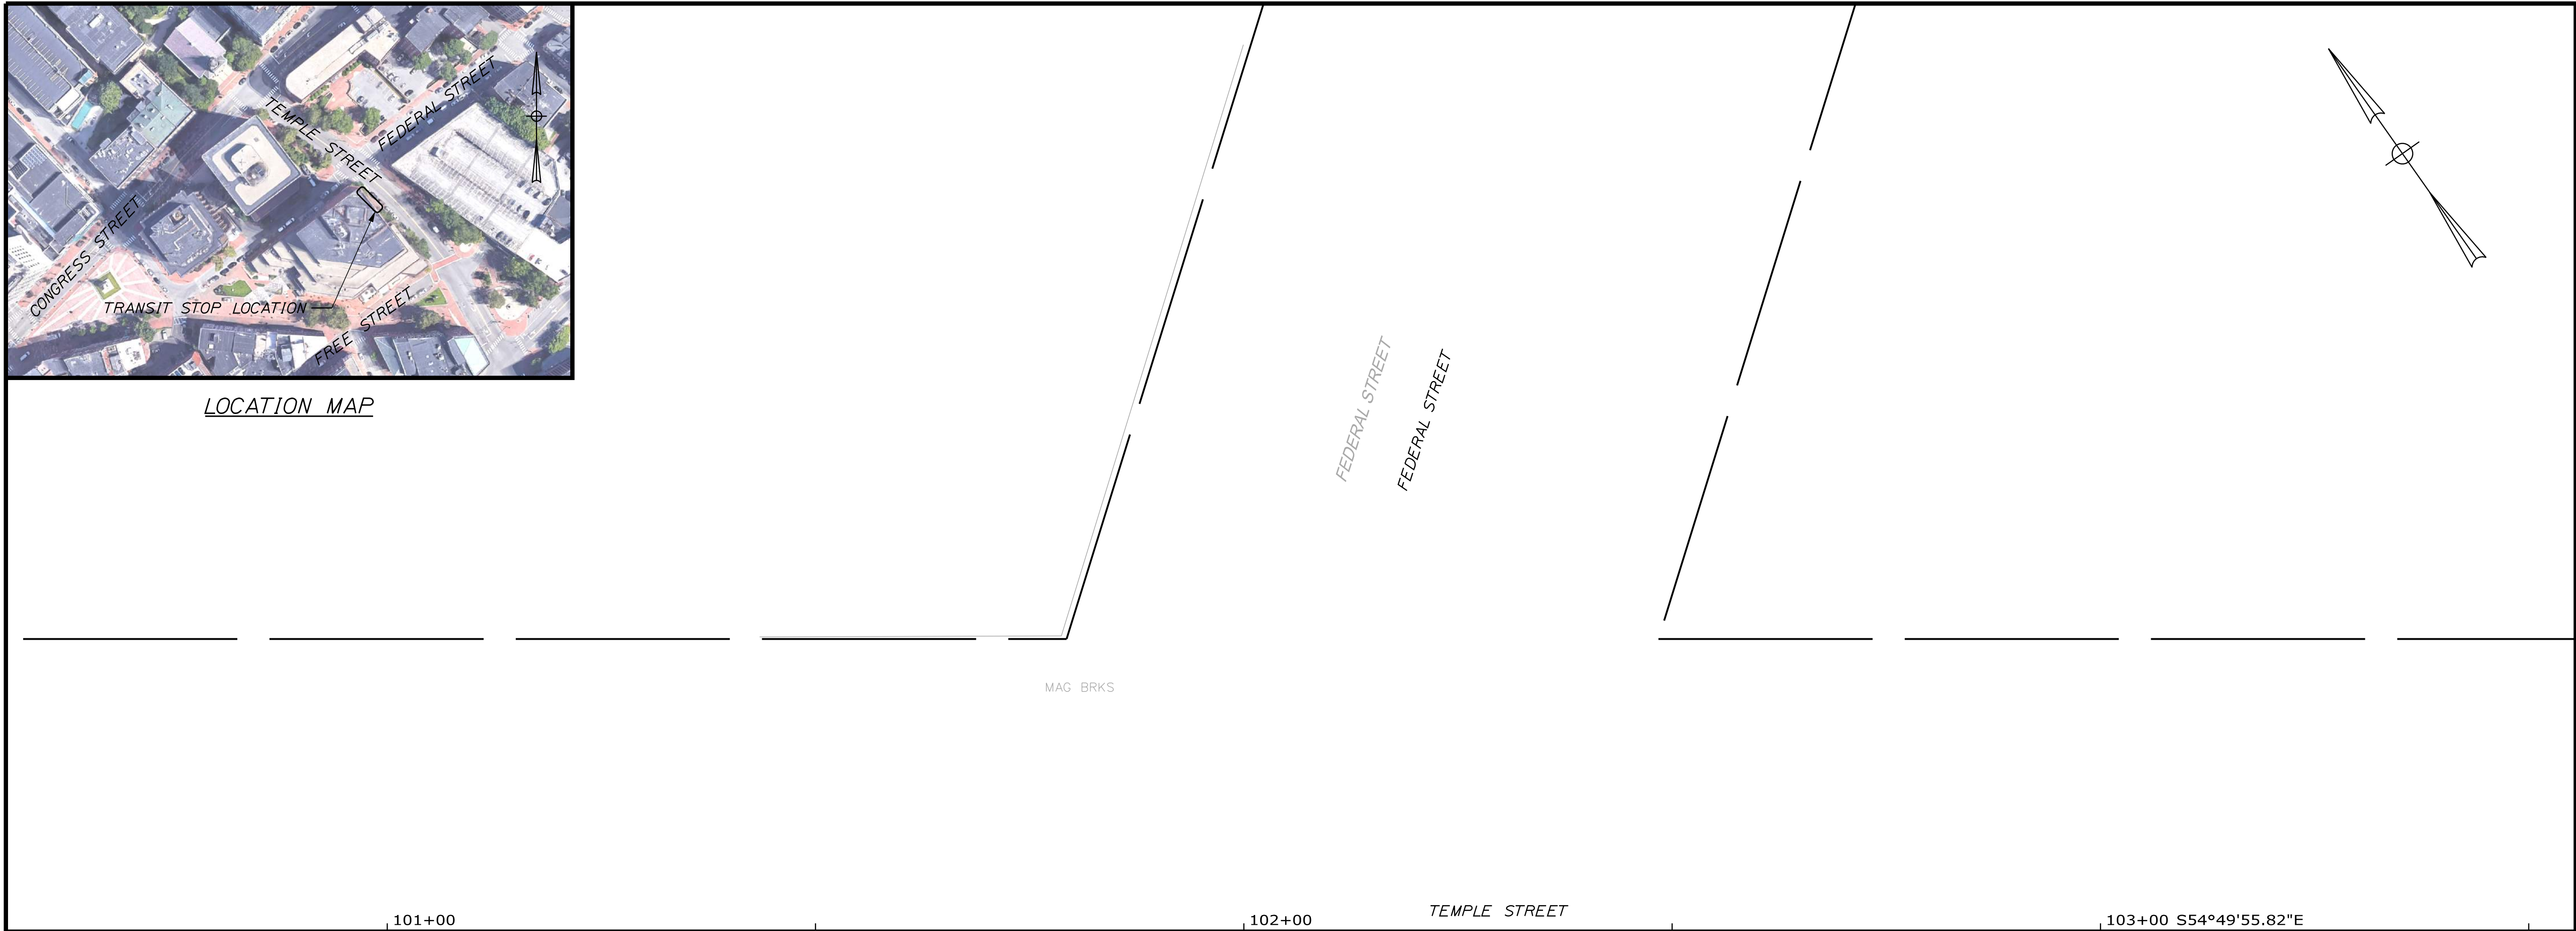 TEMPLE STREET
FEDERAL STREET
CONGRESS STREET
TRANSIT STOP LOCATION
FREE STREET
LOCATION MAP
FEDERAL STREET
FEDERAL STREET
MAG BRKS
TEMPLE STREET
101+00
102+00
103+00 S54°49'55.82"E